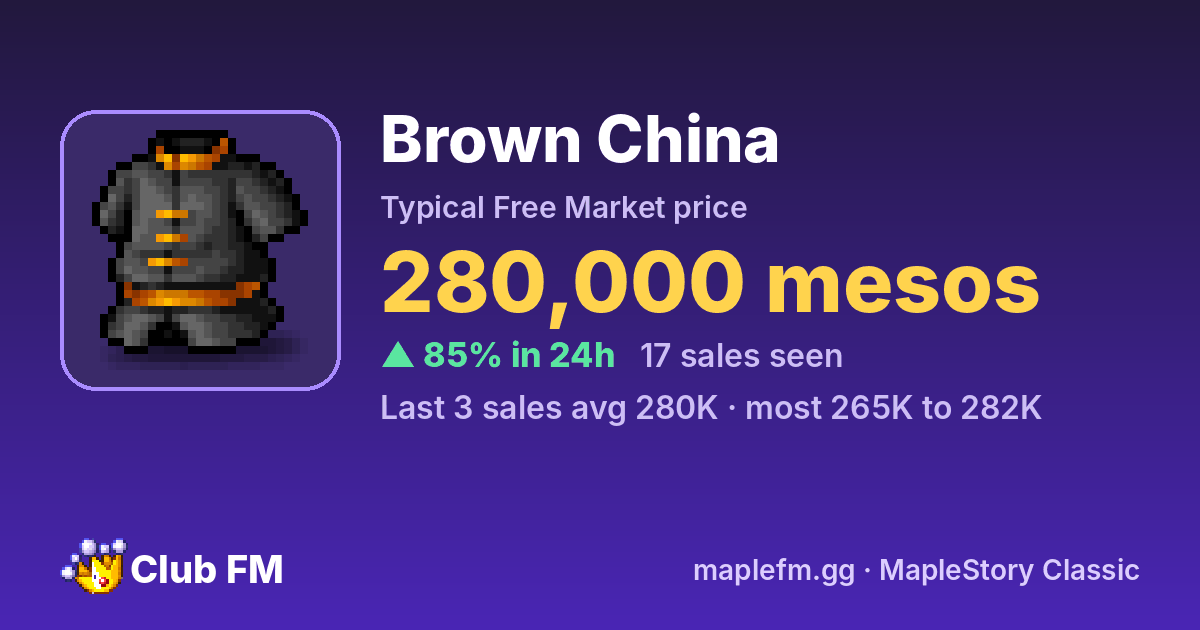 Brown China
Typical Free Market price
280,000 mesos
▲ 85% in 24h 17 sales seen
Last 3 sales avg 280K · most 265K to 282K
Club FM
maplefm.gg · MapleStory Classic